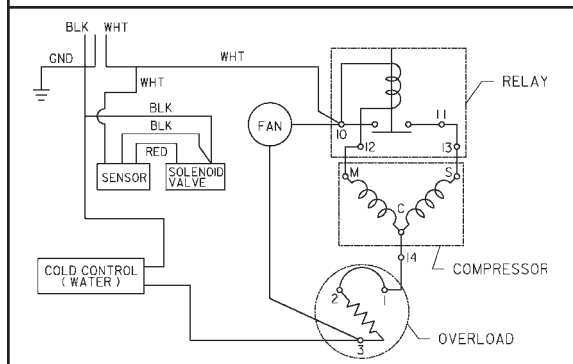 BLK WHT
GND
WHT
WHT
BLK
BLK
RED
SENSOR
SOLENOID
VALVE
FAN
10
11
12
13
RELAY
M
S
C
14
COMPRESSOR
COLD CONTROL
( WATER )
2
1
3
OVERLOAD